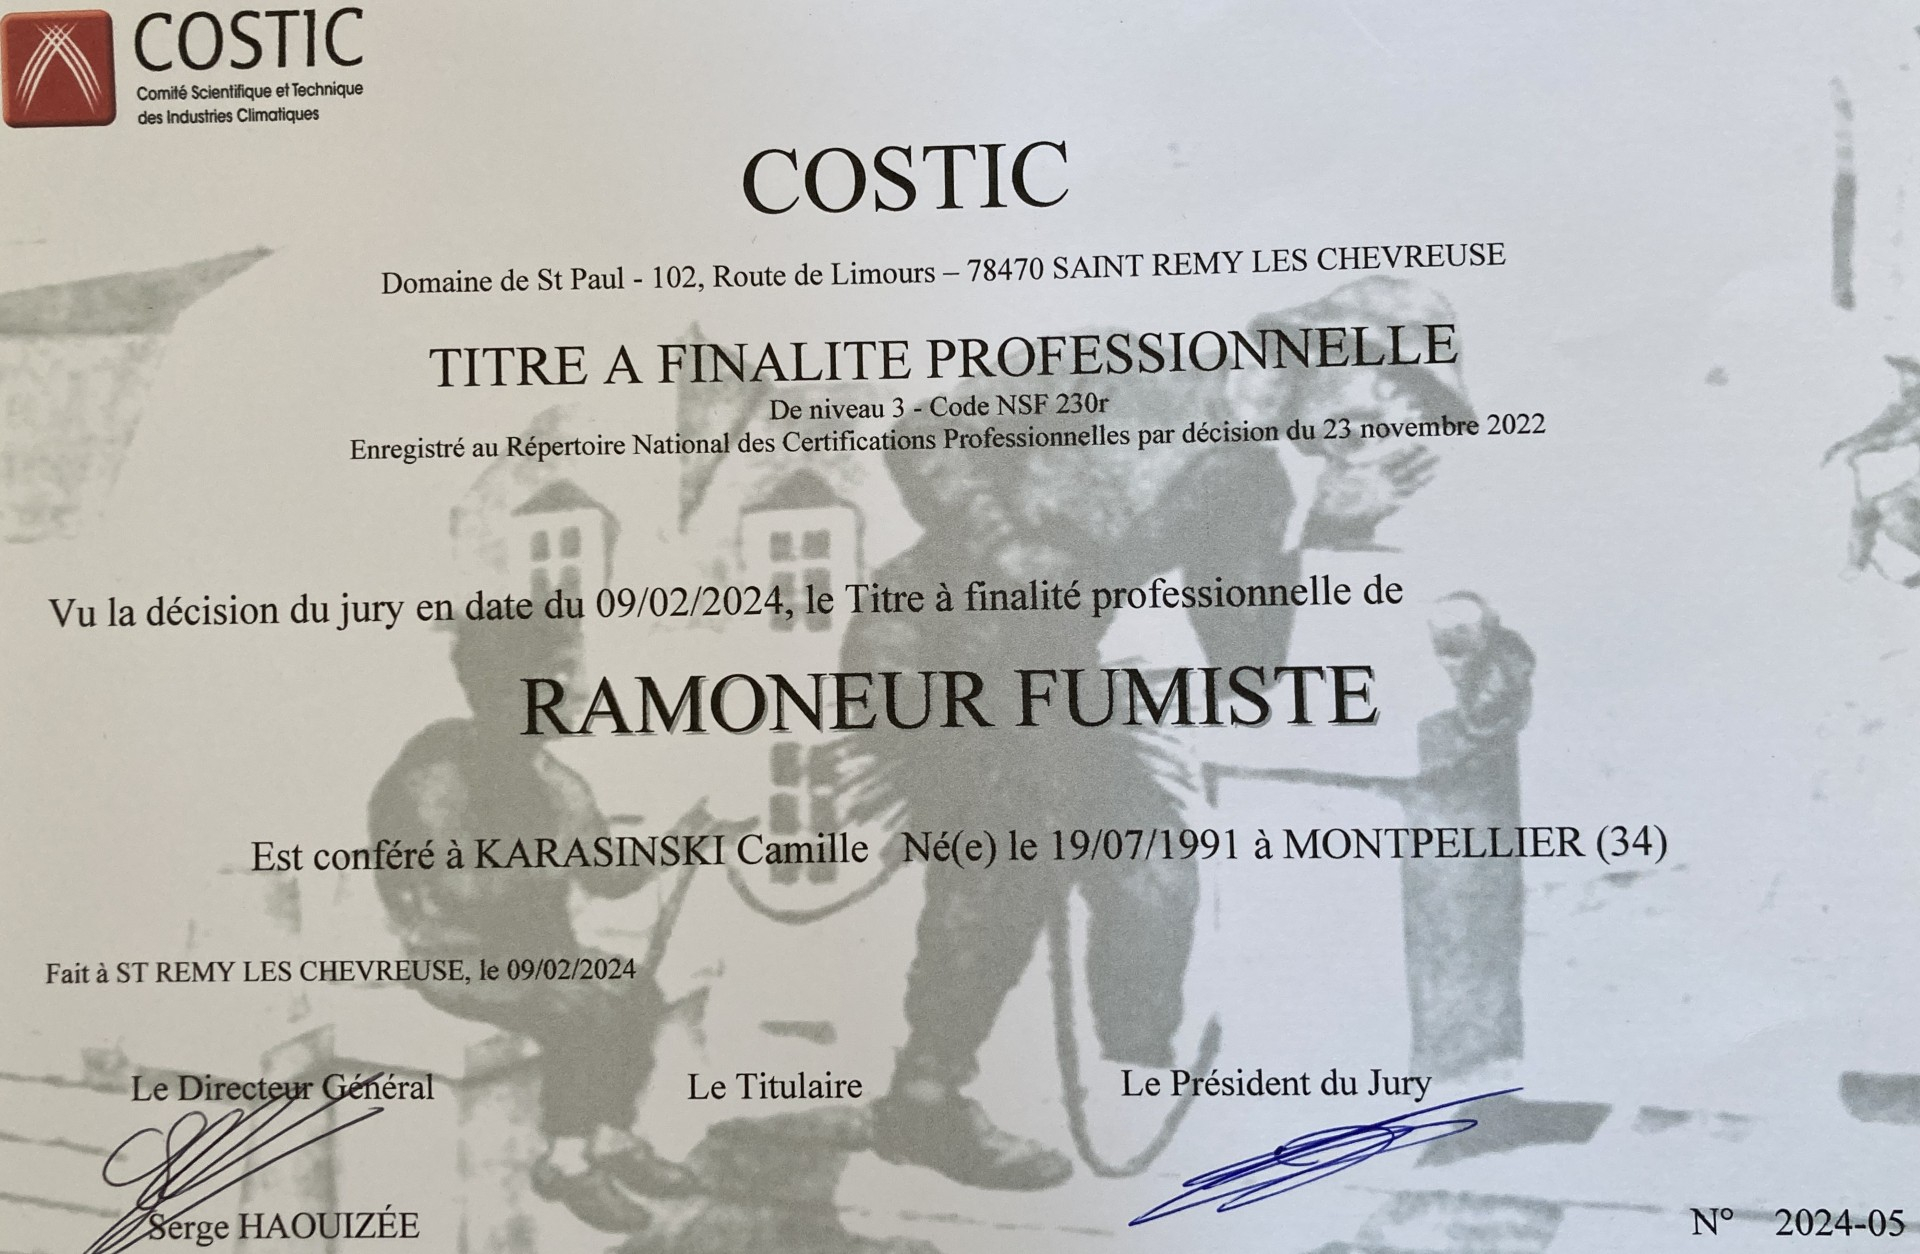 COSTIC
Comité Scientifique et Technique
des Industries Climatiques
COSTIC
Domaine de St Paul - 102, Route de Limours – 78470 SAINT REMY LES CHEVREUSE
TITRE A FINALITE PROFESSIONNELLE
De niveau 3 - Code NSF 230r
Enregistré au Répertoire National des Certifications Professionnelles par décision du 23 novembre 2022
Vu la décision du jury en date du 09/02/2024, le Titre à finalité professionnelle de
RAMONEUR FUMISTE
Est conféré à KARASINSKI Camille Né(e) le 19/07/1991 à MONTPELLIER (34)
Fait à ST REMY LES CHEVREUSE, le 09/02/2024
Le Directeur Général Le Titulaire Le Président du Jury
Serge HAOUIZÉE
N° 2024-05